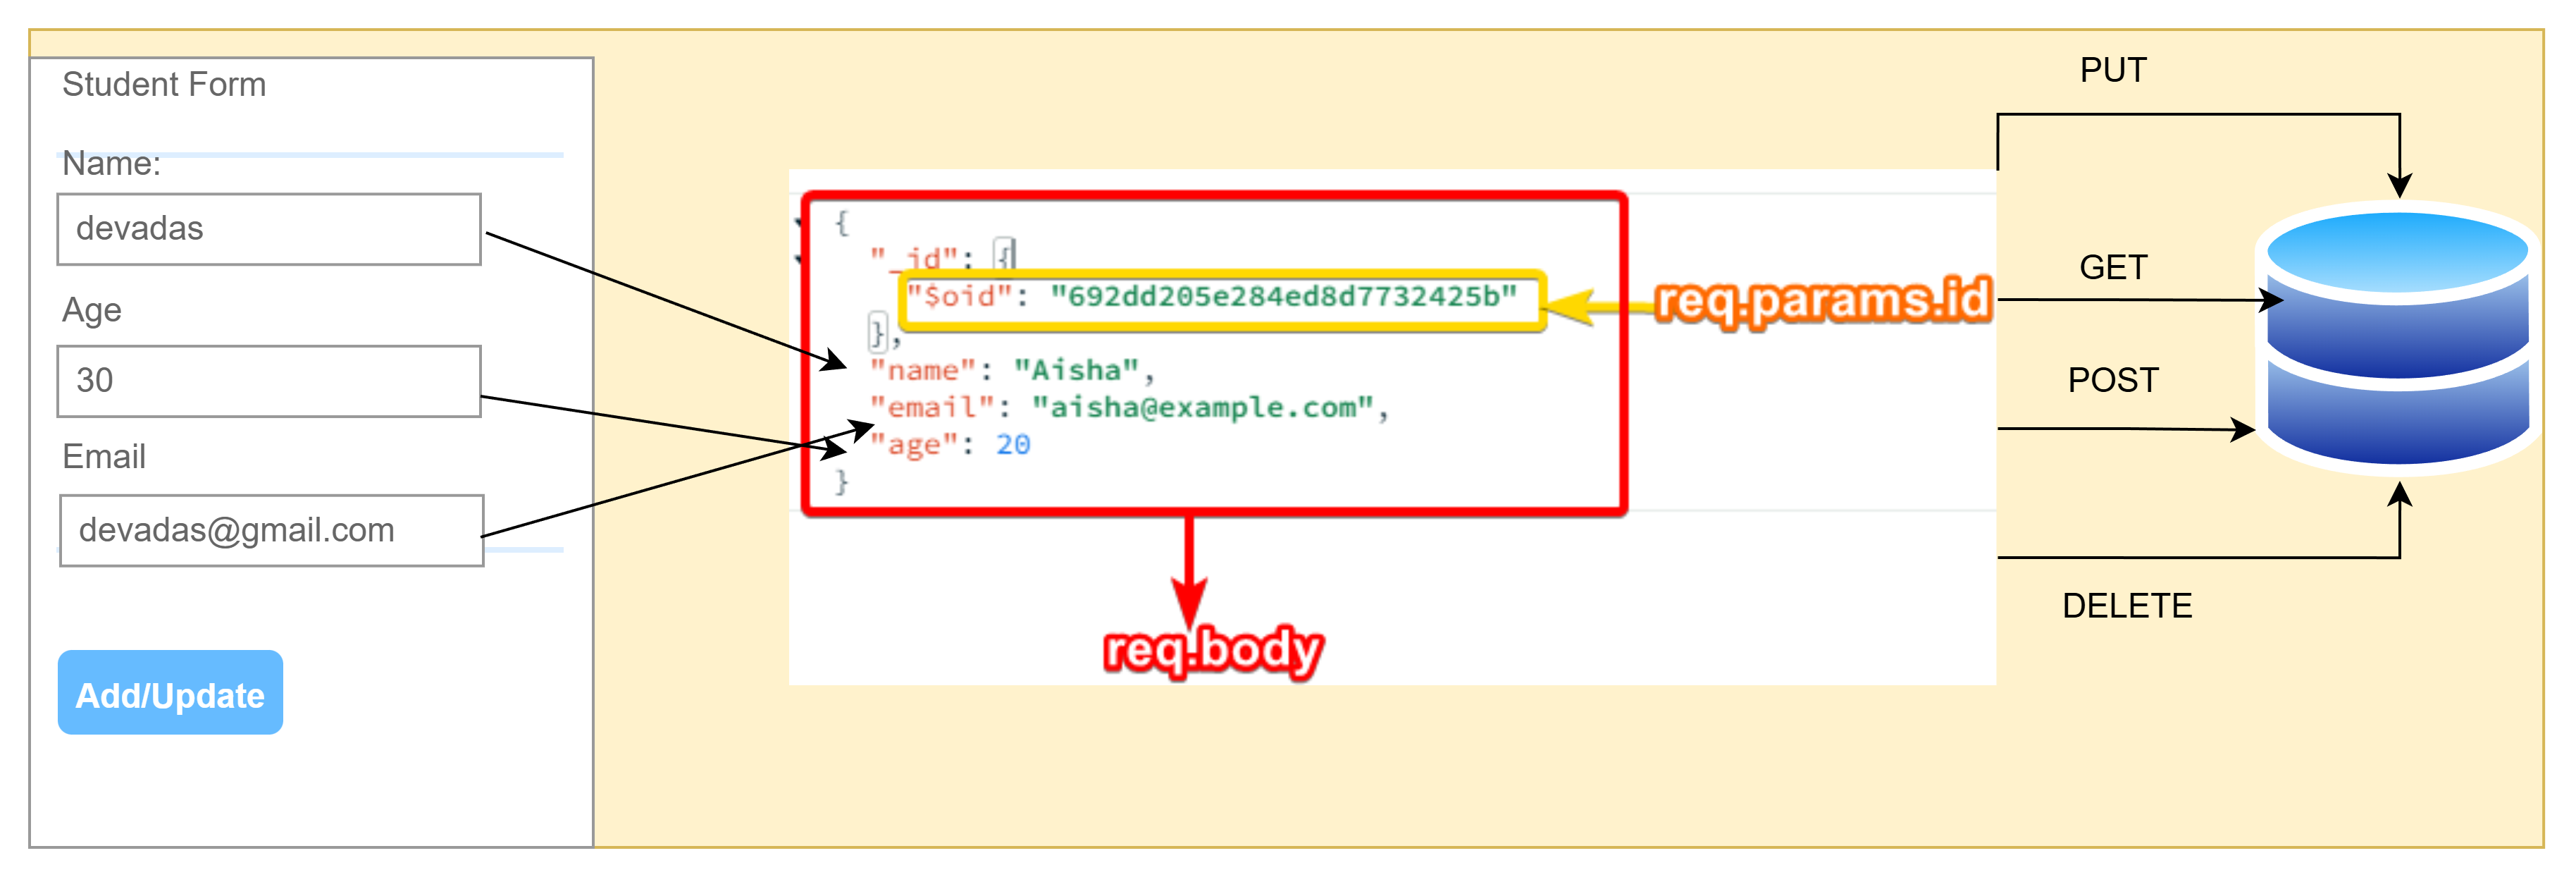 Student Form
Name:
devadas
Age
30
Email
devadas@gmail.com
Add/Update
{
"_id": {
"$oid": "692dd205e284ed8d7732425b"
},
"name": "Aisha",
"email": "aisha@example.com",
"age": 20
}
req.params.id
req.body
PUT
GET
POST
DELETE